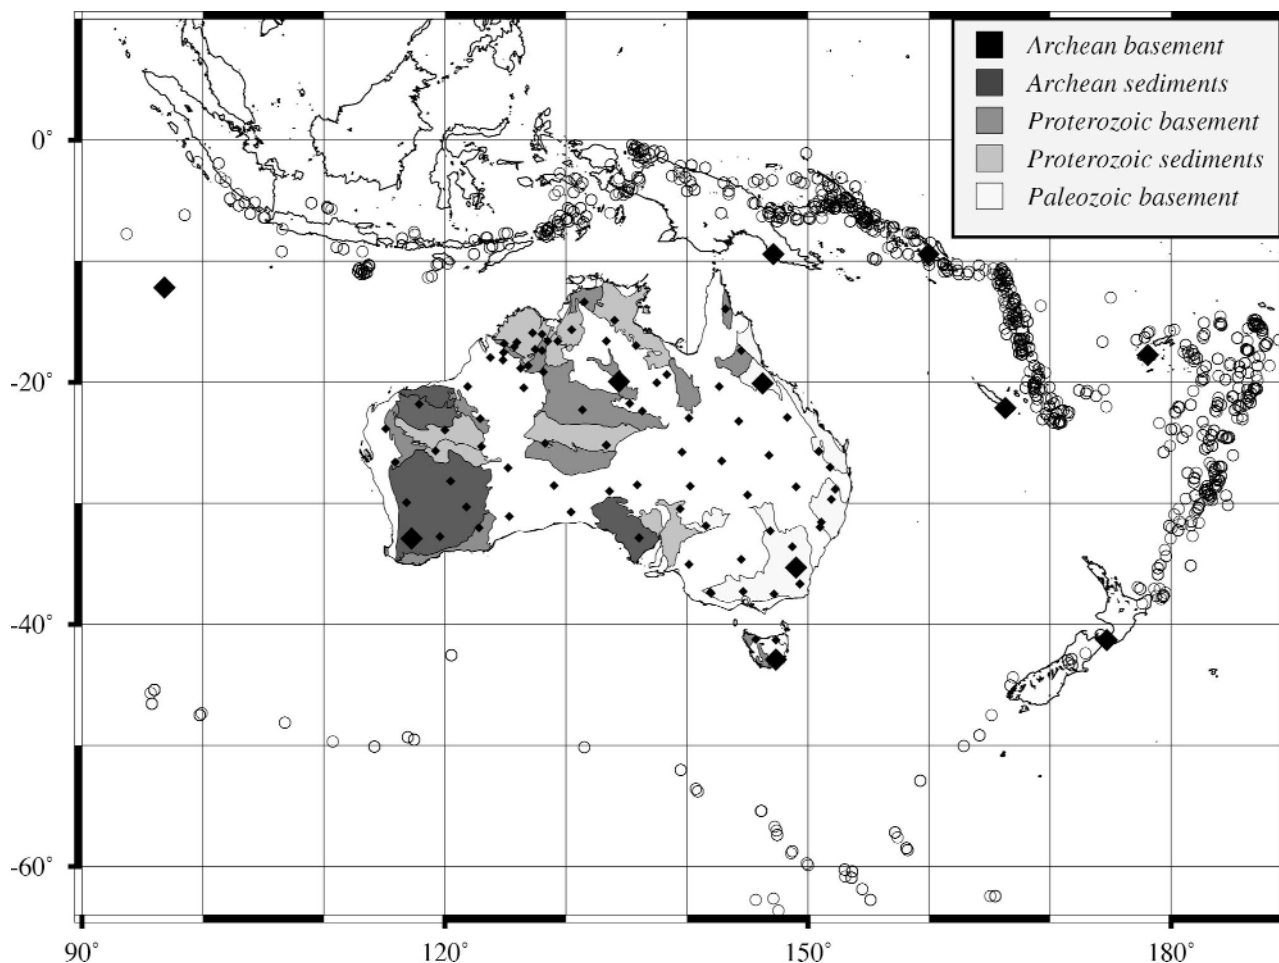 Archean basement
Archean sediments
Proterozoic basement
Proterozoic sediments
Paleozoic basement
0˚
-20˚
-40˚
-60˚
90˚ 120˚ 150˚ 180˚